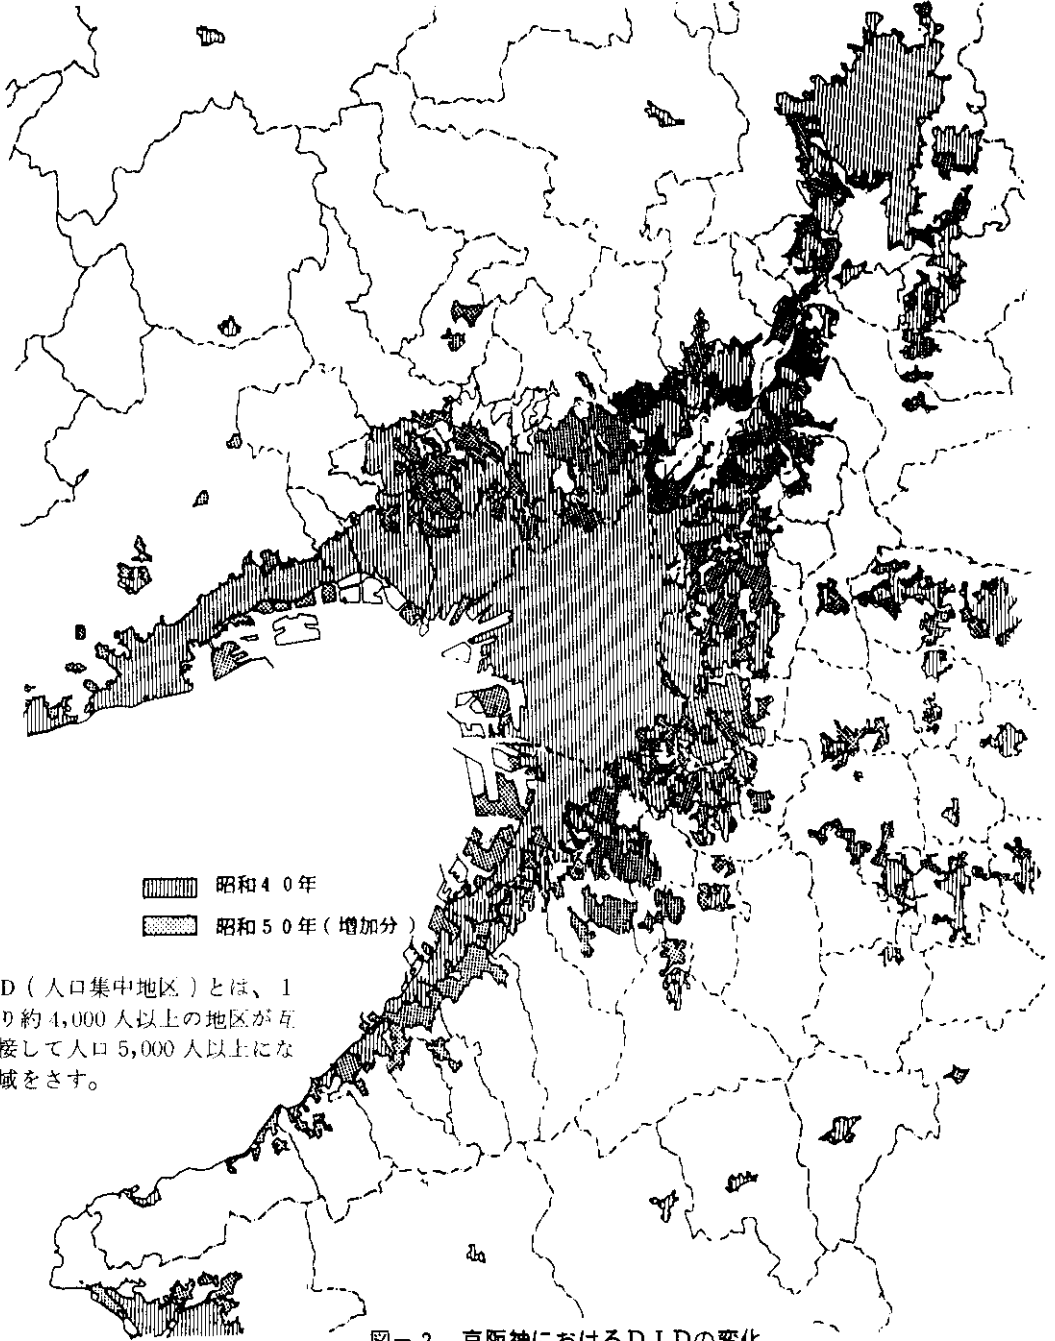 昭和40年
昭和50年(増加分)
D(人口集中地区)とは、1
り約4,000人以上の地区が互
接して人口5,000人以上にな
域をさす。
図-2 京阪神におけるDIDの変化